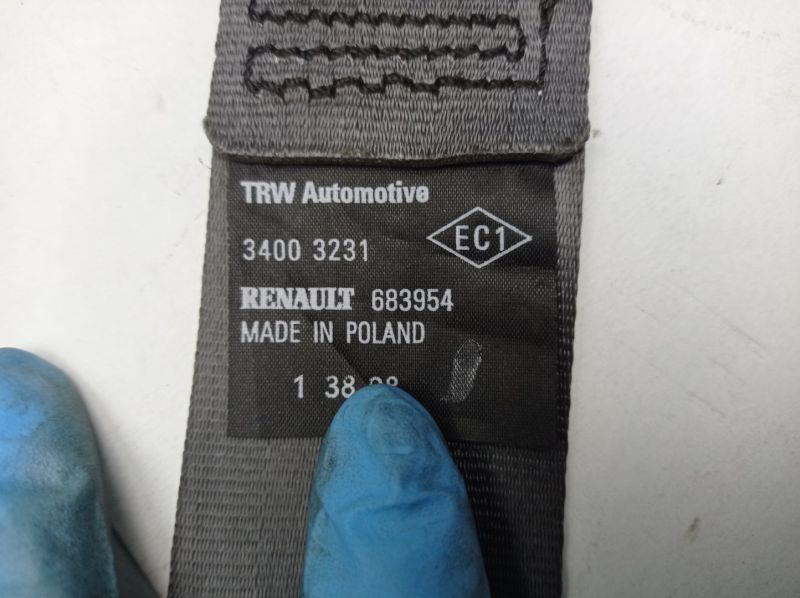 TRW Automotive
3400 3231
EC1
RENAULT 683954
MADE IN POLAND
1 38